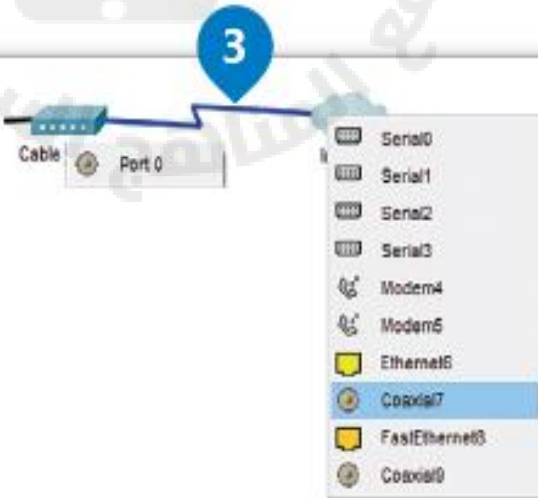 3
Cable
Port 0
Serial0
Serial1
Serial2
Serial3
Modem4
Modem5
Ethernet6
Coaxial7
FastEthernet8
Coaxial9